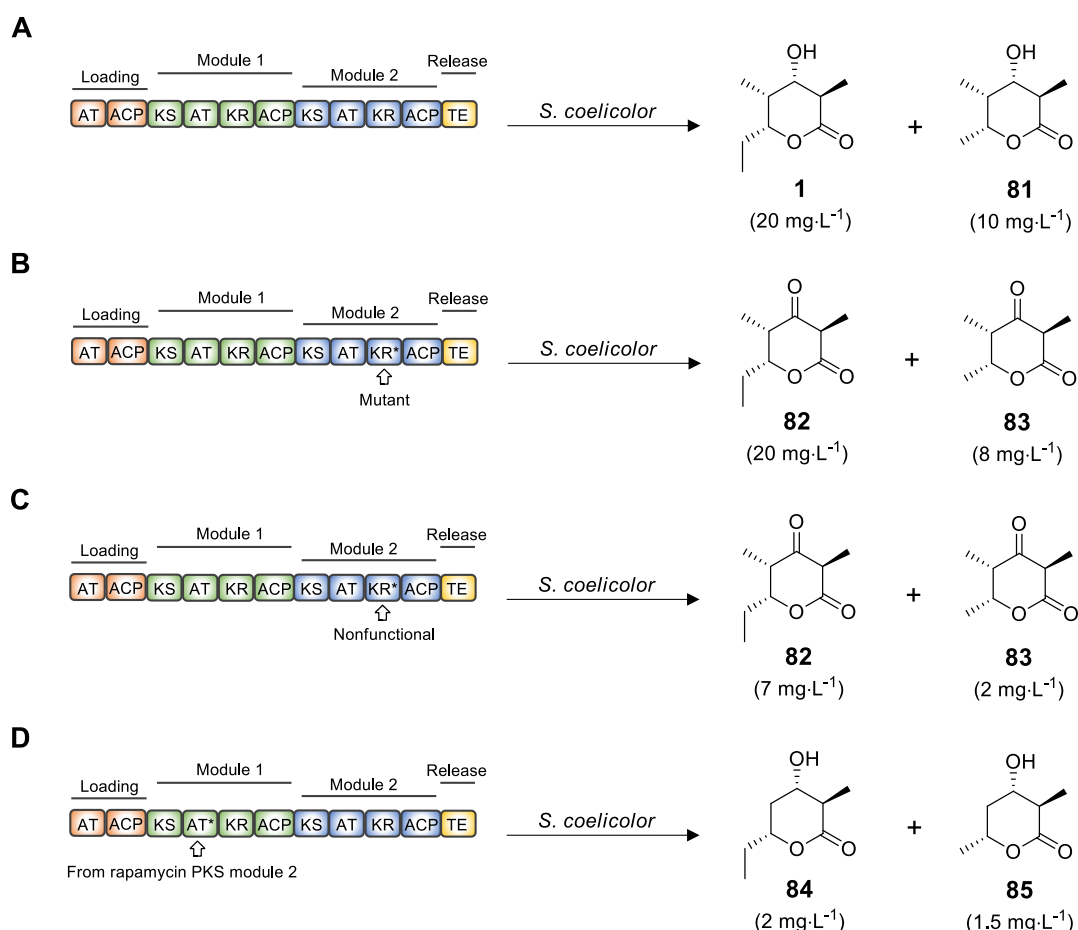 A
Loading
Module 1
Module 2
Release
AT ACP KS AT KR ACP KS AT KR ACP TE
S. coelicolor
OH
O O
1
(20 mg·L⁻¹)
+
OH
O O
81
(10 mg·L⁻¹)
B
Loading
Module 1
Module 2
Release
AT ACP KS AT KR ACP KS AT KR* ACP TE
Mutant
S. coelicolor
O
O O
82
(20 mg·L⁻¹)
+
O
O O
83
(8 mg·L⁻¹)
C
Loading
Module 1
Module 2
Release
AT ACP KS AT KR ACP KS AT KR* ACP TE
Nonfunctional
S. coelicolor
O
O O
82
(7 mg·L⁻¹)
+
O
O O
83
(2 mg·L⁻¹)
D
Loading
Module 1
Module 2
Release
AT ACP KS AT* KR ACP KS AT KR ACP TE
From rapamycin PKS module 2
S. coelicolor
OH
O O
84
(2 mg·L⁻¹)
+
OH
O O
85
(1.5 mg·L⁻¹)